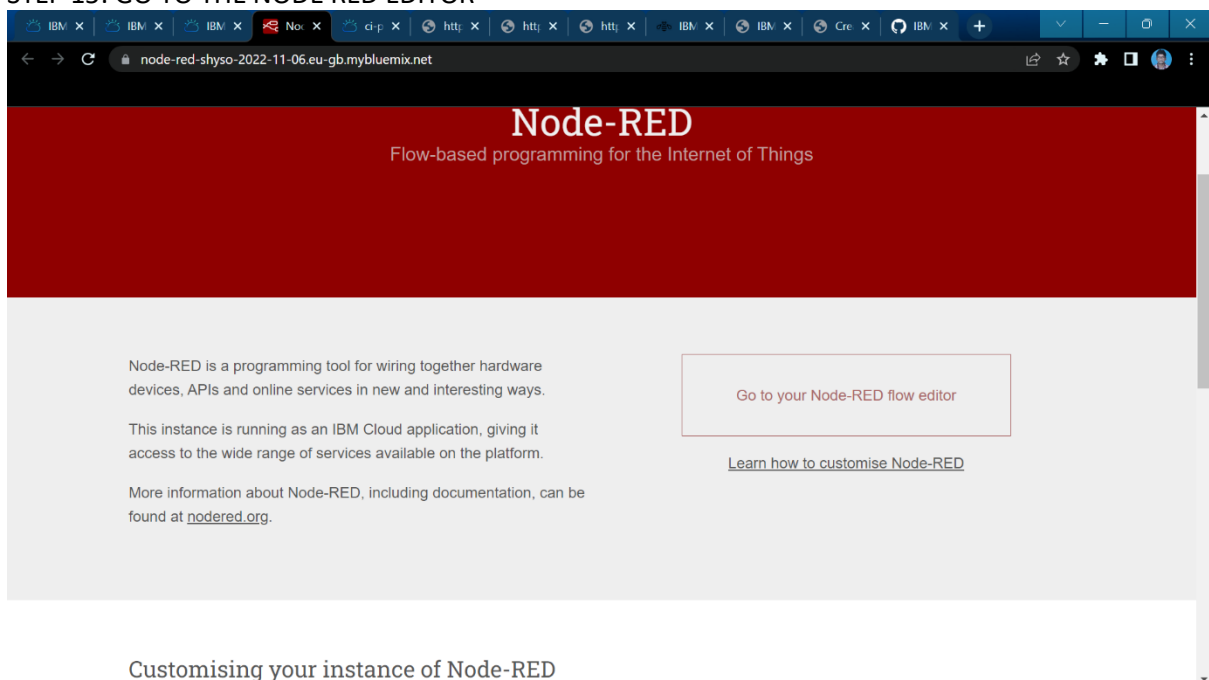 STEP 15: GO TO THE NODE RED EDITOR
IBM
IBM
IBM
Noc
ci-p
http
http
http
IBM
IBM
Cre
IBM
node-red-shyso-2022-11-06.eu-gb.mybluemix.net
Node-RED
Flow-based programming for the Internet of Things
Node-RED is a programming tool for wiring together hardware
devices, APIs and online services in new and interesting ways.
This instance is running as an IBM Cloud application, giving it
access to the wide range of services available on the platform.
More information about Node-RED, including documentation, can be
found at nodered.org.
Go to your Node-RED flow editor
Learn how to customise Node-RED
Customising your instance of Node-RED